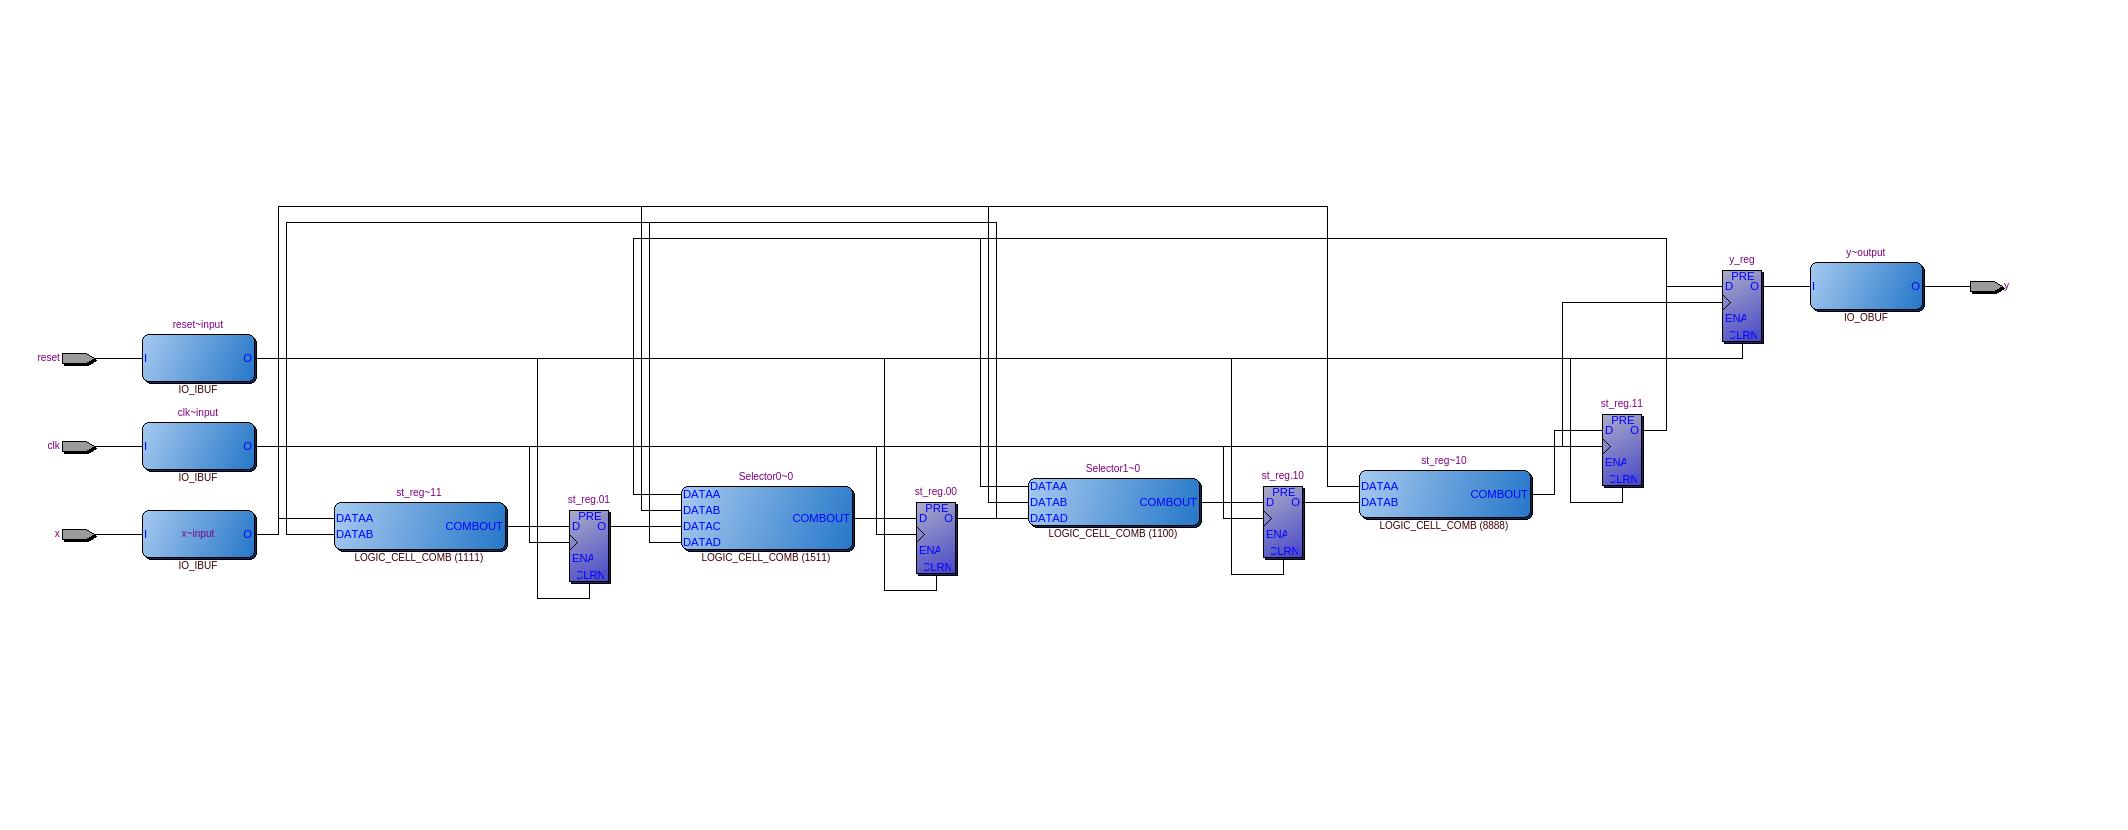 reset
reset~input
I
O
IO_IBUF
clk
clk~input
I
O
IO_IBUF
x
x~input
I
O
IO_IBUF
st_reg~11
DATAA
DATAB
COMBOUT
LOGIC_CELL_COMB (1111)
st_reg.01
PRE
D
O
ENA
CLRN
Selector0~0
DATAA
DATAB
DATAC
DATAD
COMBOUT
LOGIC_CELL_COMB (1511)
st_reg.00
PRE
D
O
ENA
CLRN
Selector1~0
DATAA
DATAB
DATAD
COMBOUT
LOGIC_CELL_COMB (1100)
st_reg.10
PRE
D
O
ENA
CLRN
st_reg~10
DATAA
DATAB
COMBOUT
LOGIC_CELL_COMB (8888)
st_reg.11
PRE
D
O
ENA
CLRN
y_reg
PRE
D
O
ENA
CLRN
y~output
I
O
IO_OBUF
y